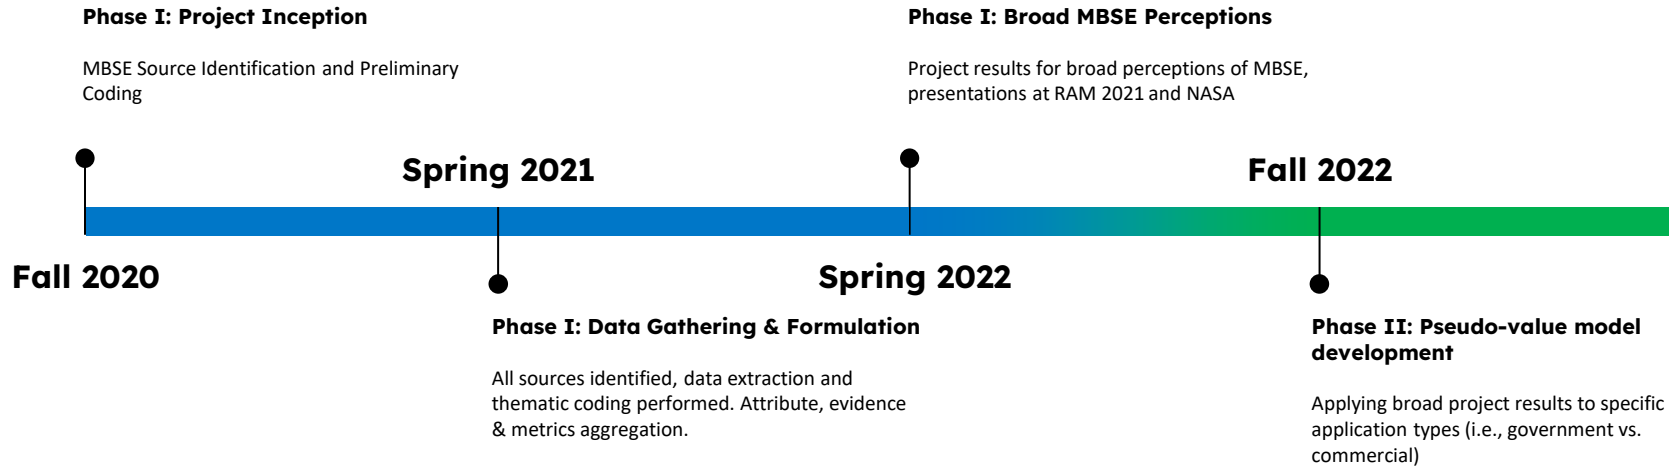 Phase I: Project Inception
MBSE Source Identification and Preliminary
Coding
Phase I: Broad MBSE Perceptions
Project results for broad perceptions of MBSE,
presentations at RAM 2021 and NASA
Spring 2021
Fall 2022
Fall 2020
Spring 2022
Phase I: Data Gathering & Formulation
All sources identified, data extraction and
thematic coding performed. Attribute, evidence
& metrics aggregation.
Phase II: Pseudo-value model
development
Applying broad project results to specific
application types (i.e., government vs.
commercial)